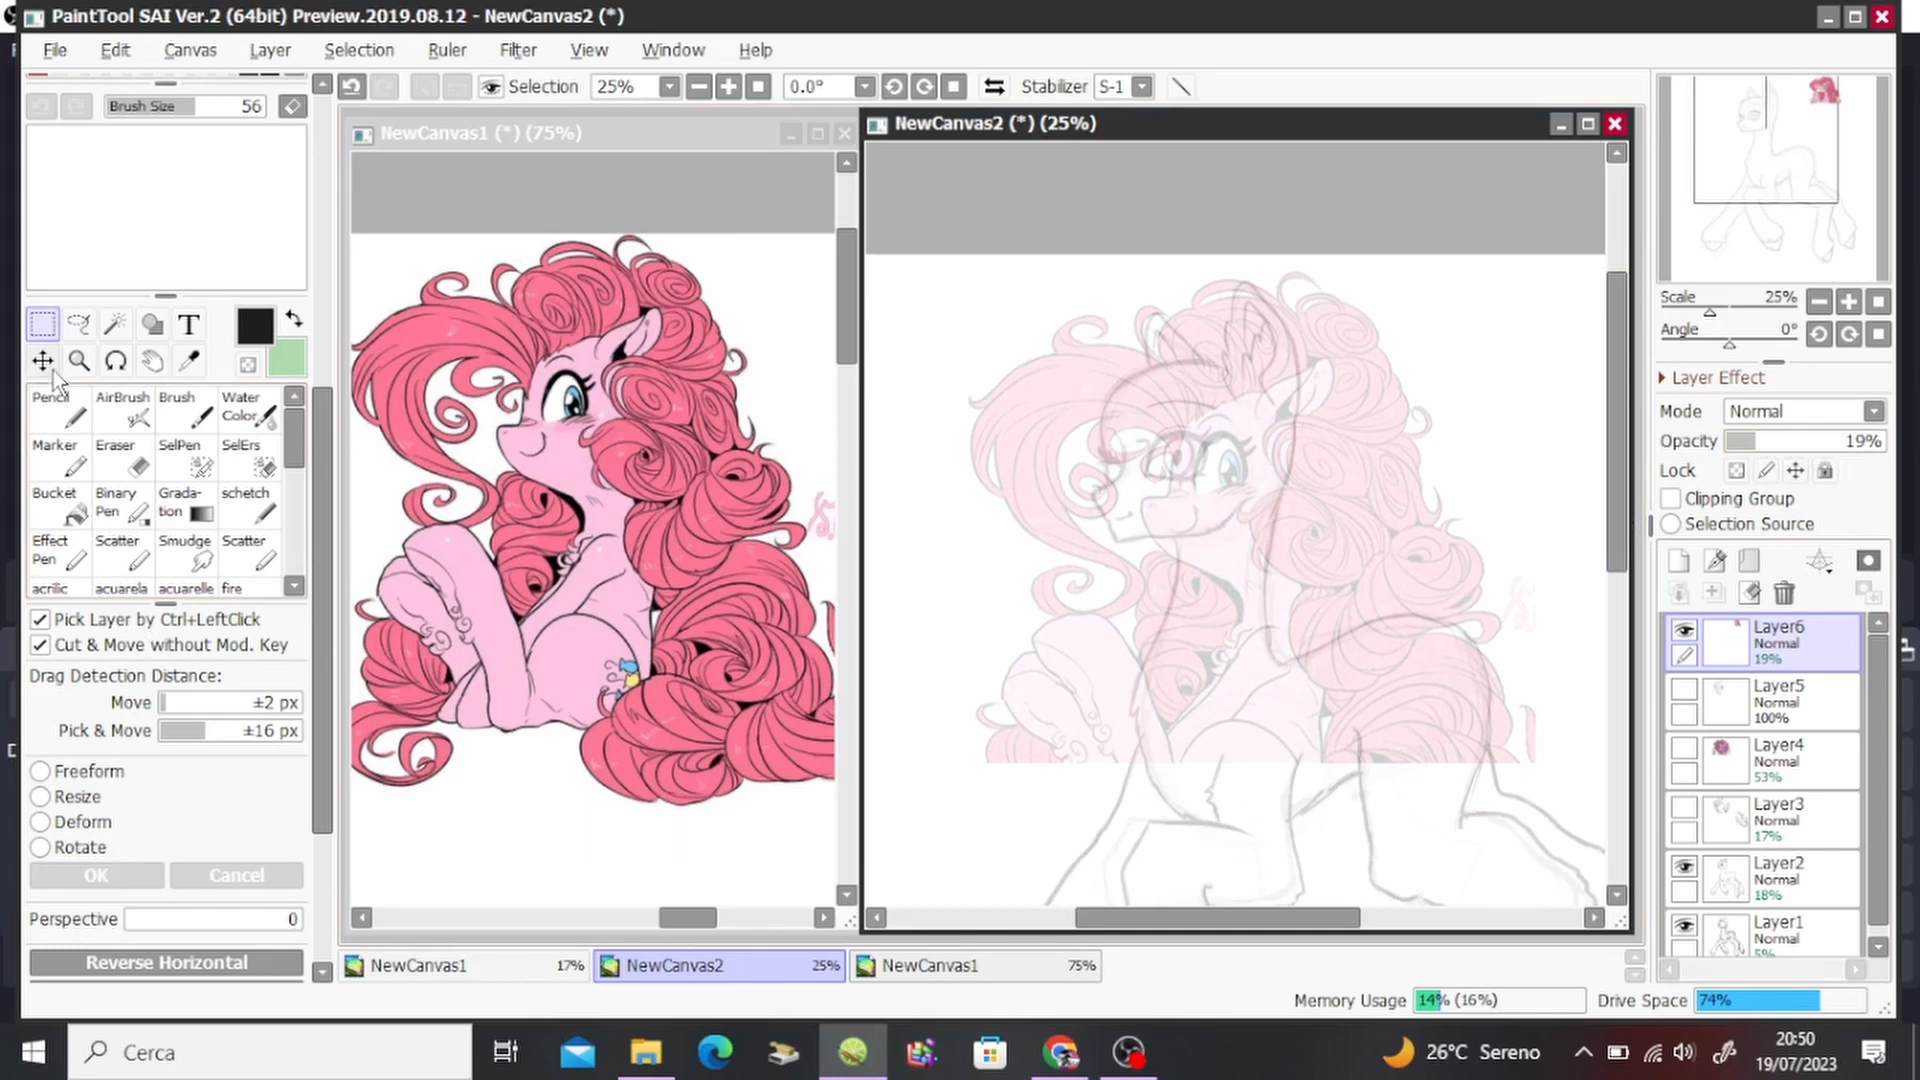 PaintTool SAI Ver.2 (64bit) Preview.2019.08.12 - NewCanvas2 (*)
File Edit Canvas Layer Selection Ruler Filter View Window Help
Brush Size 56
Selection 25% 0.0° Stabilizer S-1
NewCanvas1 (*) (75%)
NewCanvas2 (*) (25%)
T
Pencil AirBrush Brush Water Color
Marker Eraser SelPen SelErs
Bucket Binary Pen Grada-tion schetch
Effect Pen Scatter Smudge Scatter
acrilic acuarela acuarelle fire
Pick Layer by Ctrl+LeftClick
Cut & Move without Mod. Key
Drag Detection Distance:
Move ±2 px
Pick & Move ±16 px
Freeform
Resize
Deform
Rotate
OK Cancel
Perspective 0
Reverse Horizontal
Scale 25%
Angle 0°
Layer Effect
Mode Normal
Opacity 19%
Lock
Clipping Group
Selection Source
Layer6
Normal
19%
Layer5
Normal
100%
Layer4
Normal
53%
Layer3
Normal
17%
Layer2
Normal
18%
Layer1
Normal
5%
NewCanvas1 17% NewCanvas2 25% NewCanvas1 75%
Memory Usage 14% (16%) Drive Space 74%
Cerca
26°C Sereno
20:50
19/07/2023